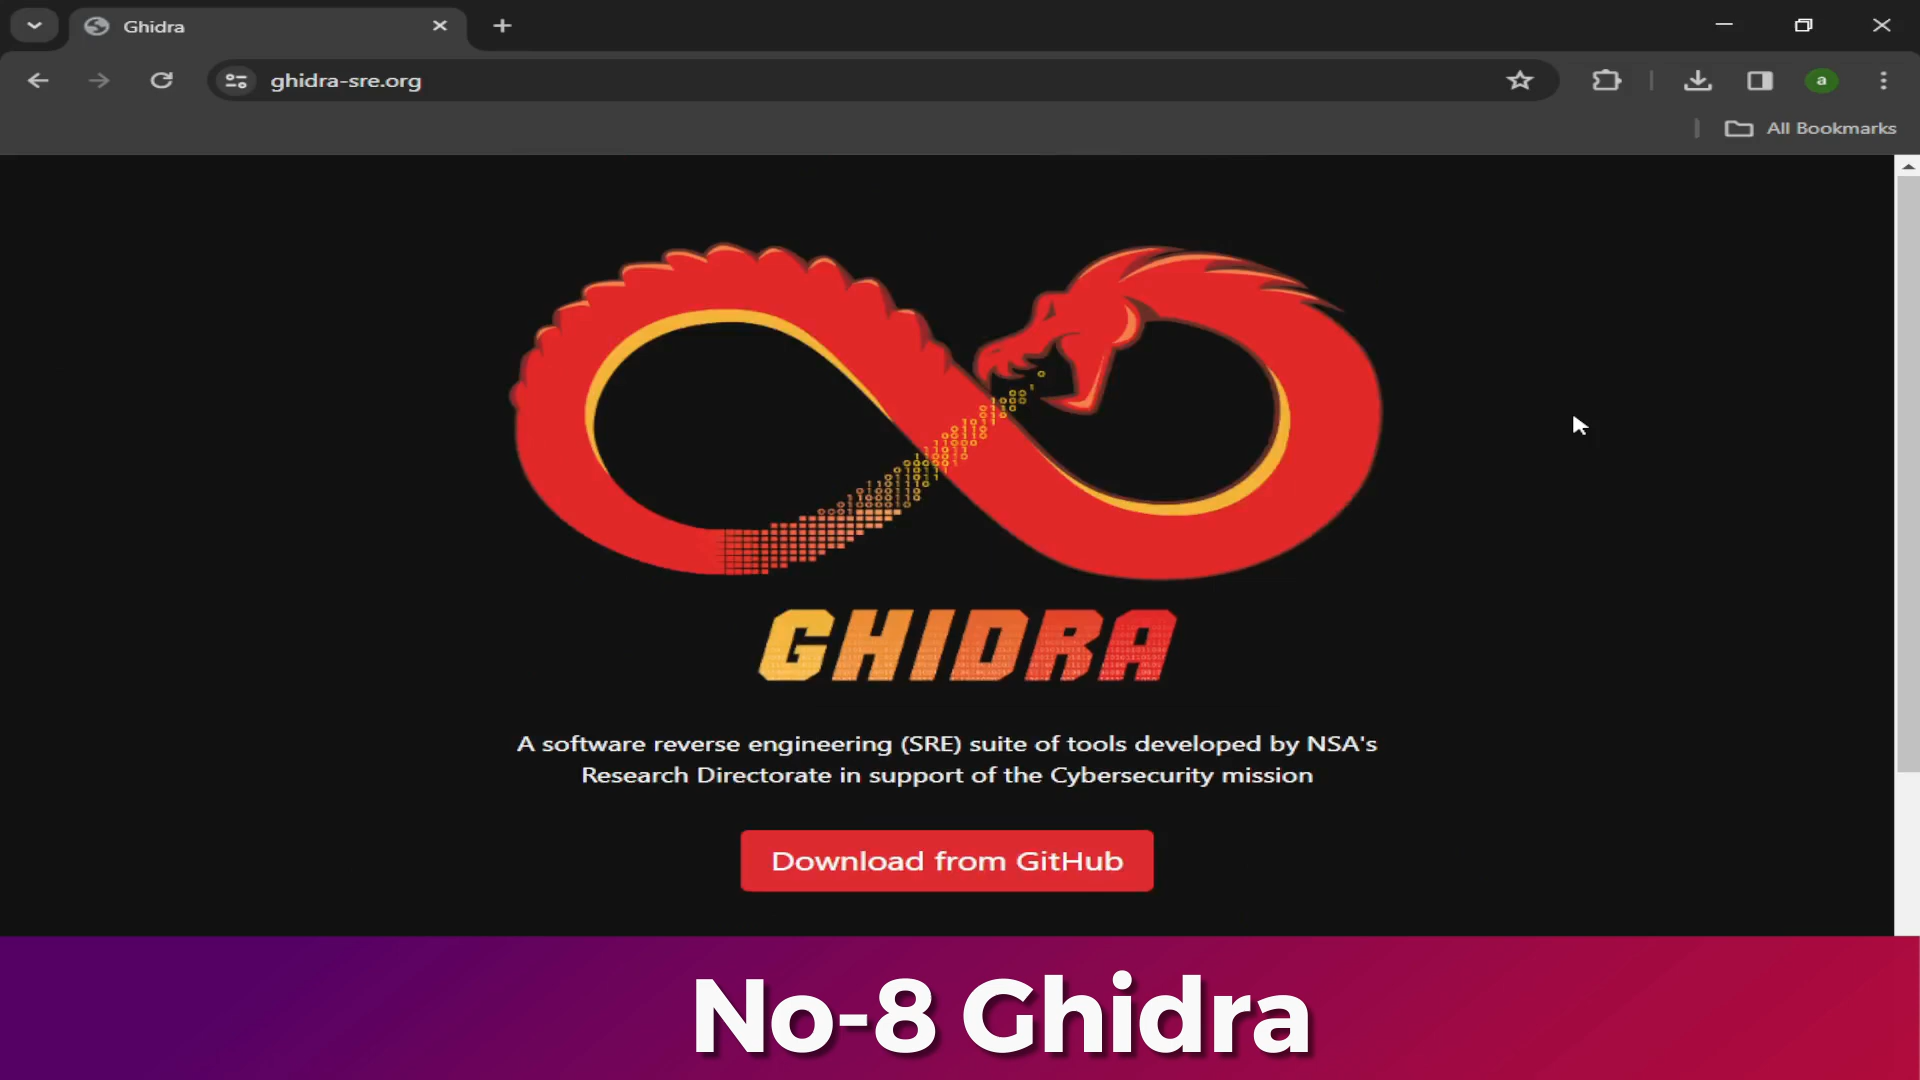 Ghidra
ghidra-sre.org
a
All Bookmarks
GHIDRA
A software reverse engineering (SRE) suite of tools developed by NSA's
Research Directorate in support of the Cybersecurity mission
Download from GitHub
No-8 Ghidra